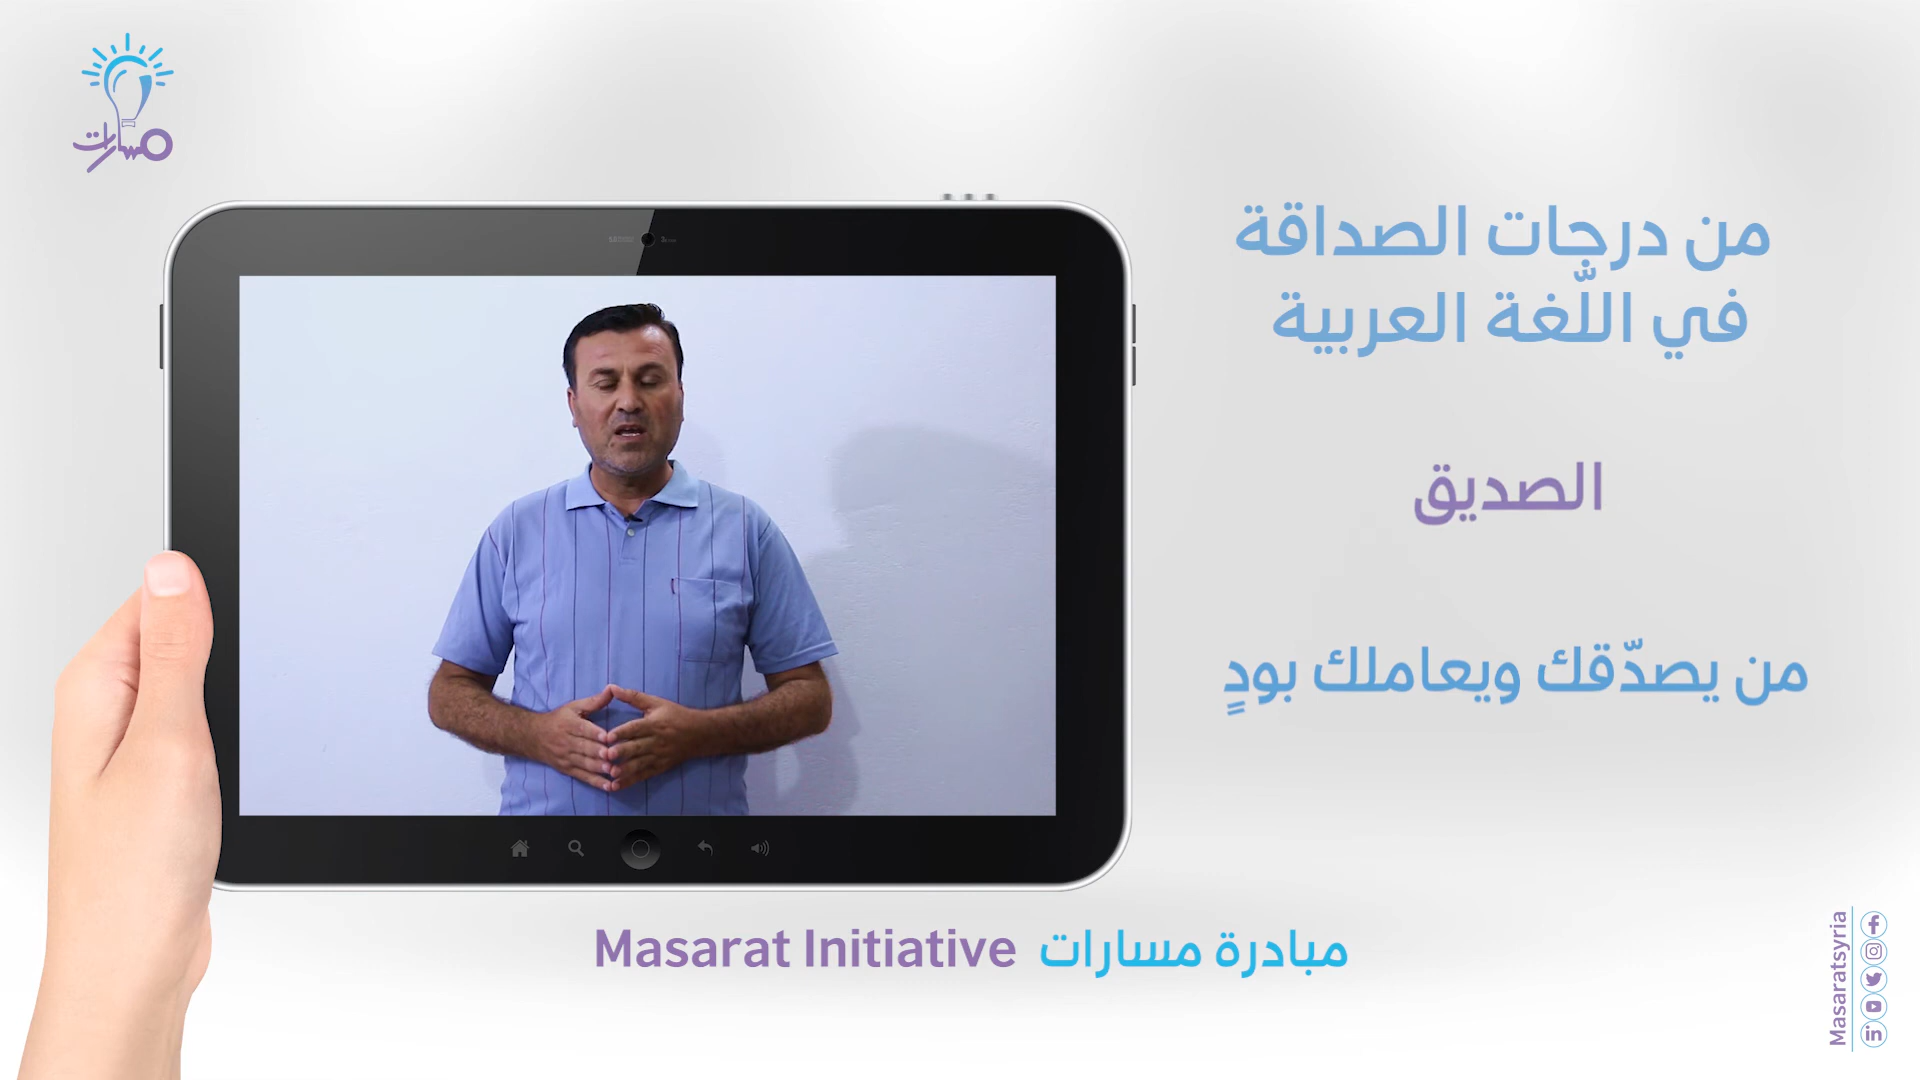 مسارات
من درجات الصداقة
في اللّغة العربية
الصديق
من يصدّقك ويعاملك بودٍ
مبادرة مسارات Masarat Initiative
Masaratsyria